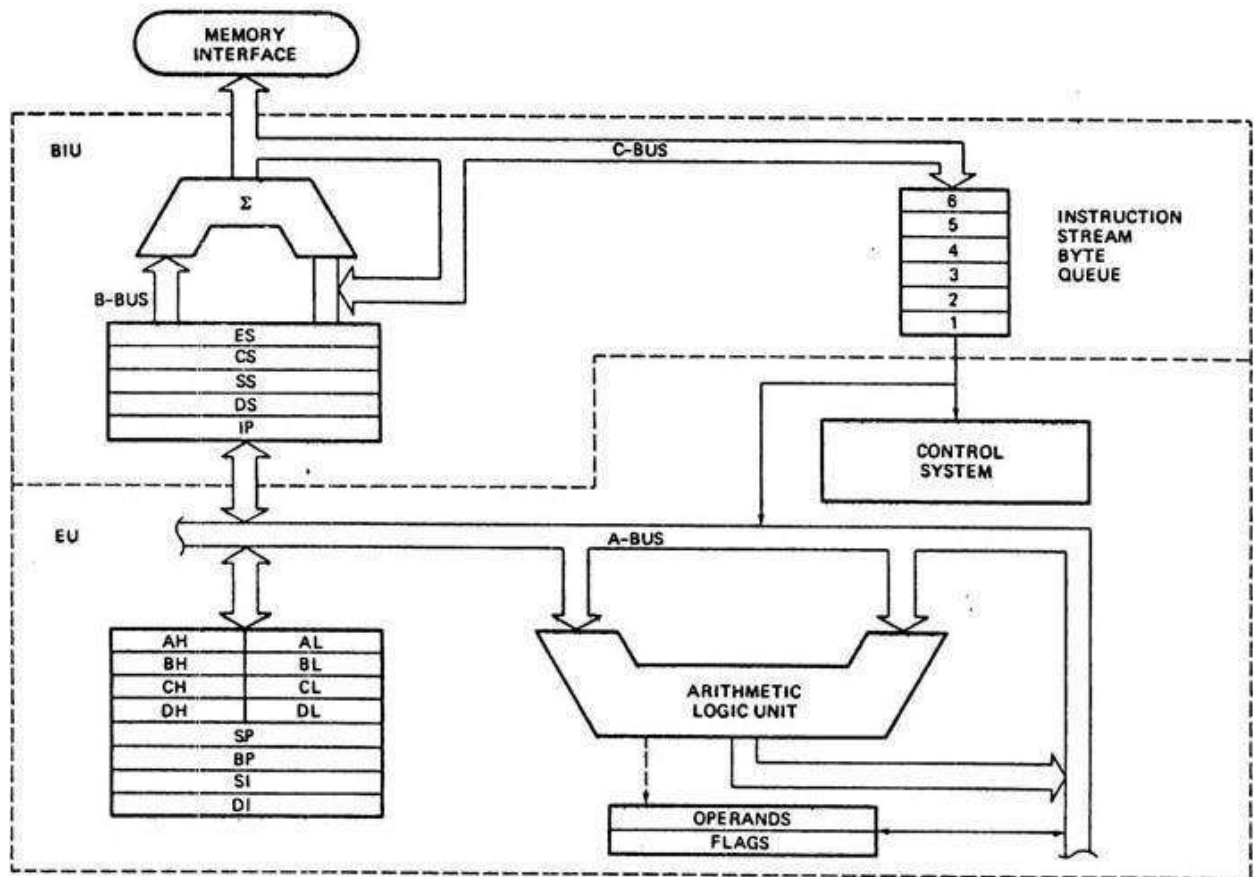 MEMORY
INTERFACE
BIU
C-BUS
Σ
B-BUS
6
5
4
3
2
1
INSTRUCTION
STREAM
BYTE
QUEUE
ES
CS
SS
DS
IP
CONTROL
SYSTEM
EU
A-BUS
AH AL
BH BL
CH CL
DH DL
SP
BP
SI
DI
ARITHMETIC
LOGIC UNIT
OPERANDS
FLAGS